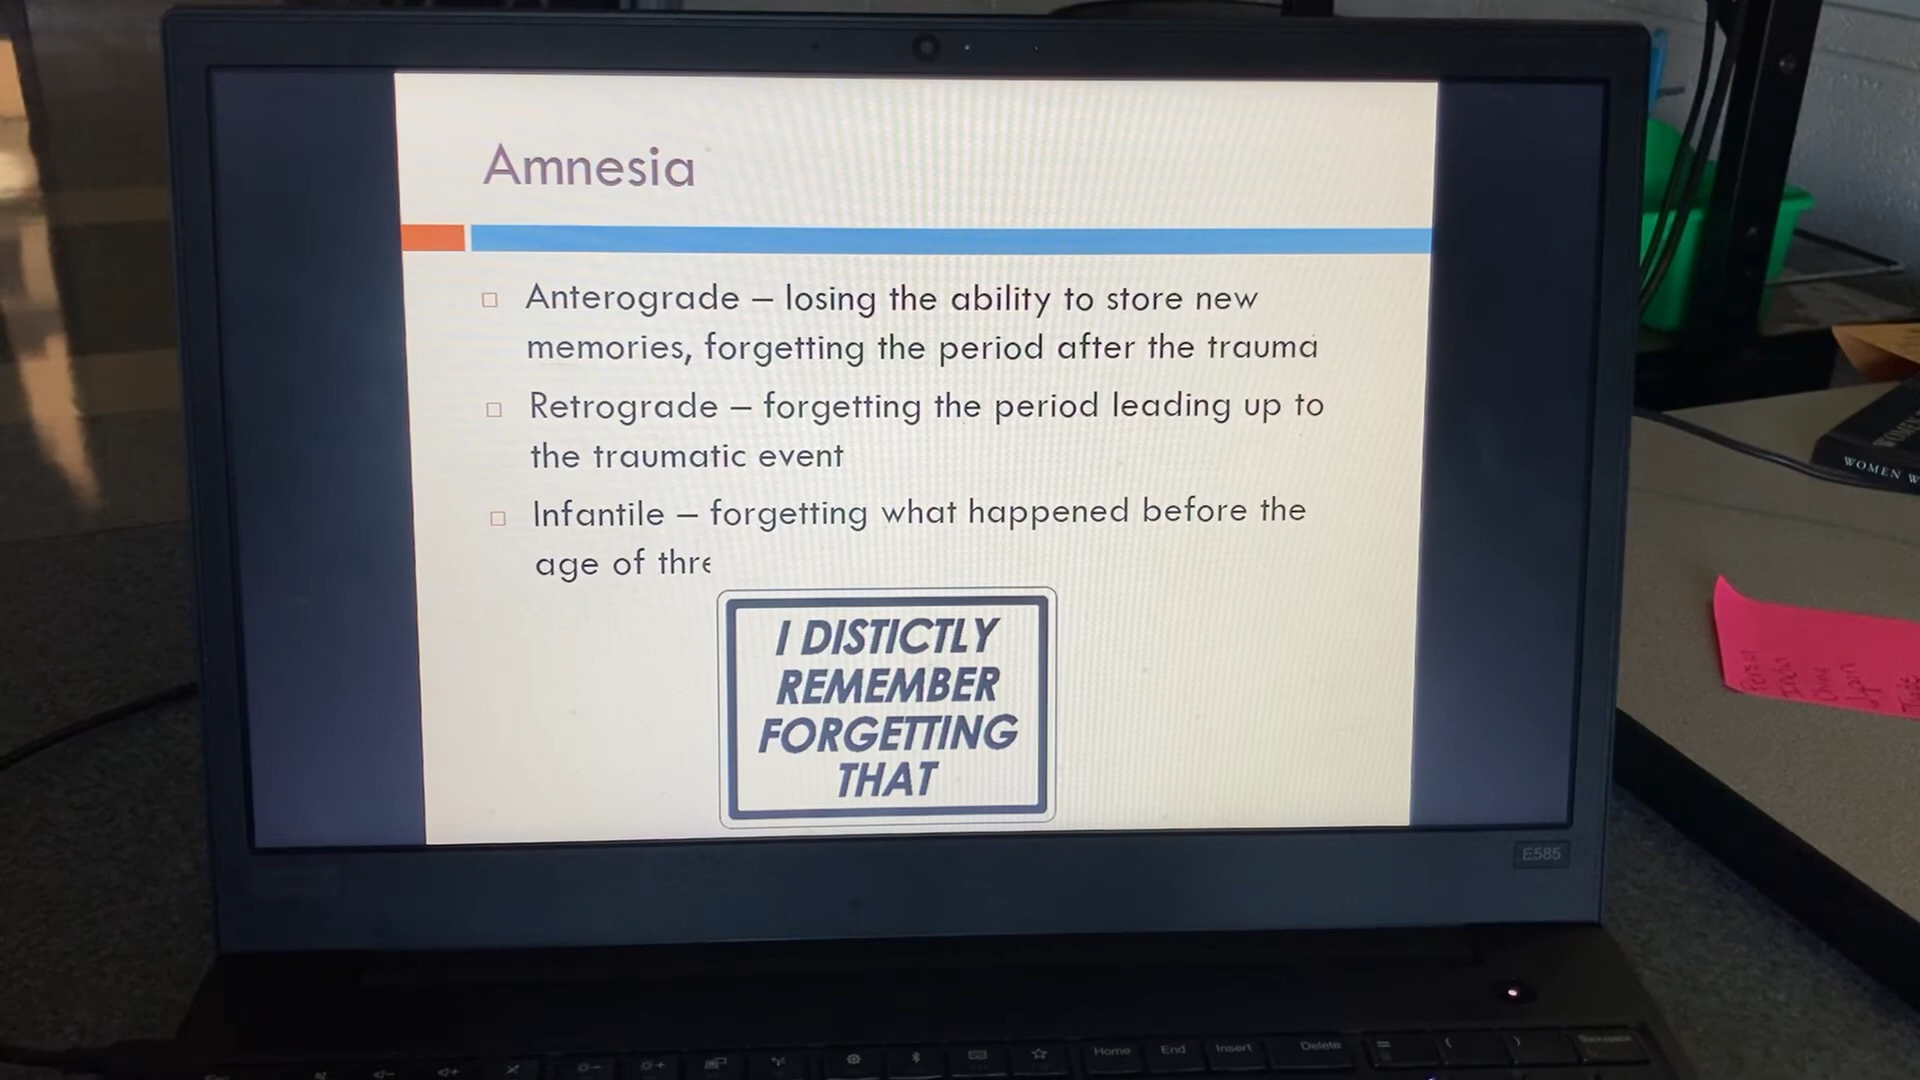 Amnesia
Anterograde – losing the ability to store new
memories, forgetting the period after the trauma
Retrograde – forgetting the period leading up to
the traumatic event
Infantile – forgetting what happened before the
age of thre
I DISTICTLY
REMEMBER
FORGETTING
THAT
E585
WOMEN W
Home End Insert Delete = ( )